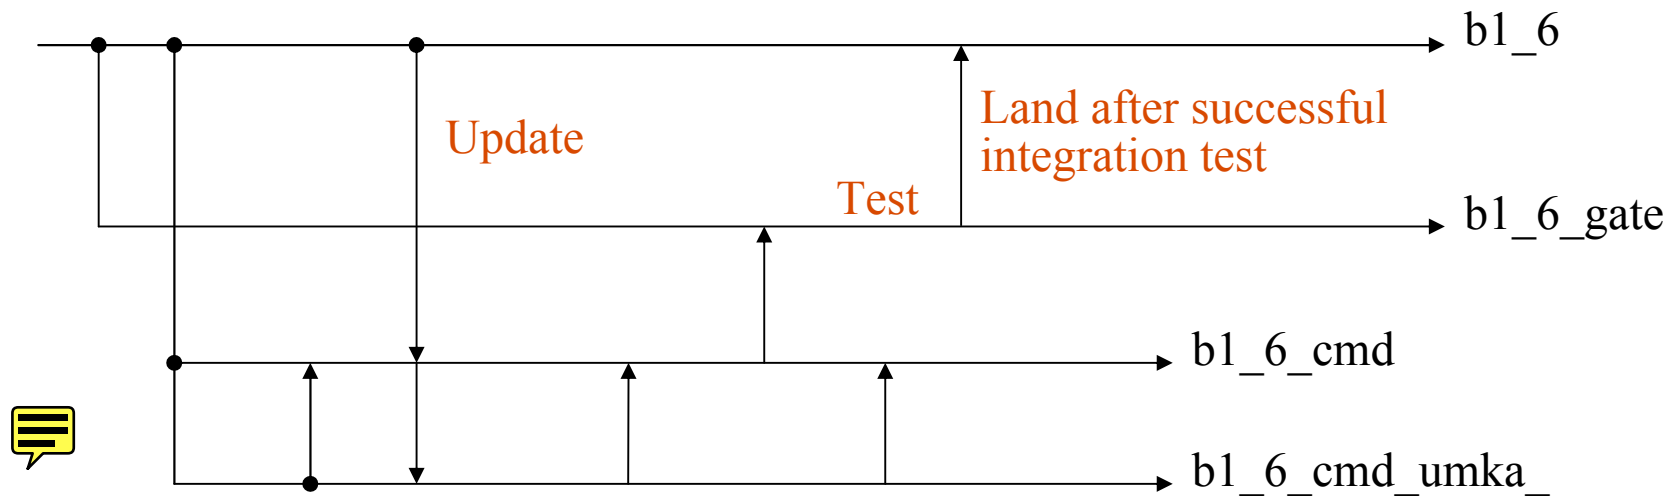 b1_6
Land after successful
integration test
Update
Test
b1_6_gate
b1_6_cmd
b1_6_cmd_umka_